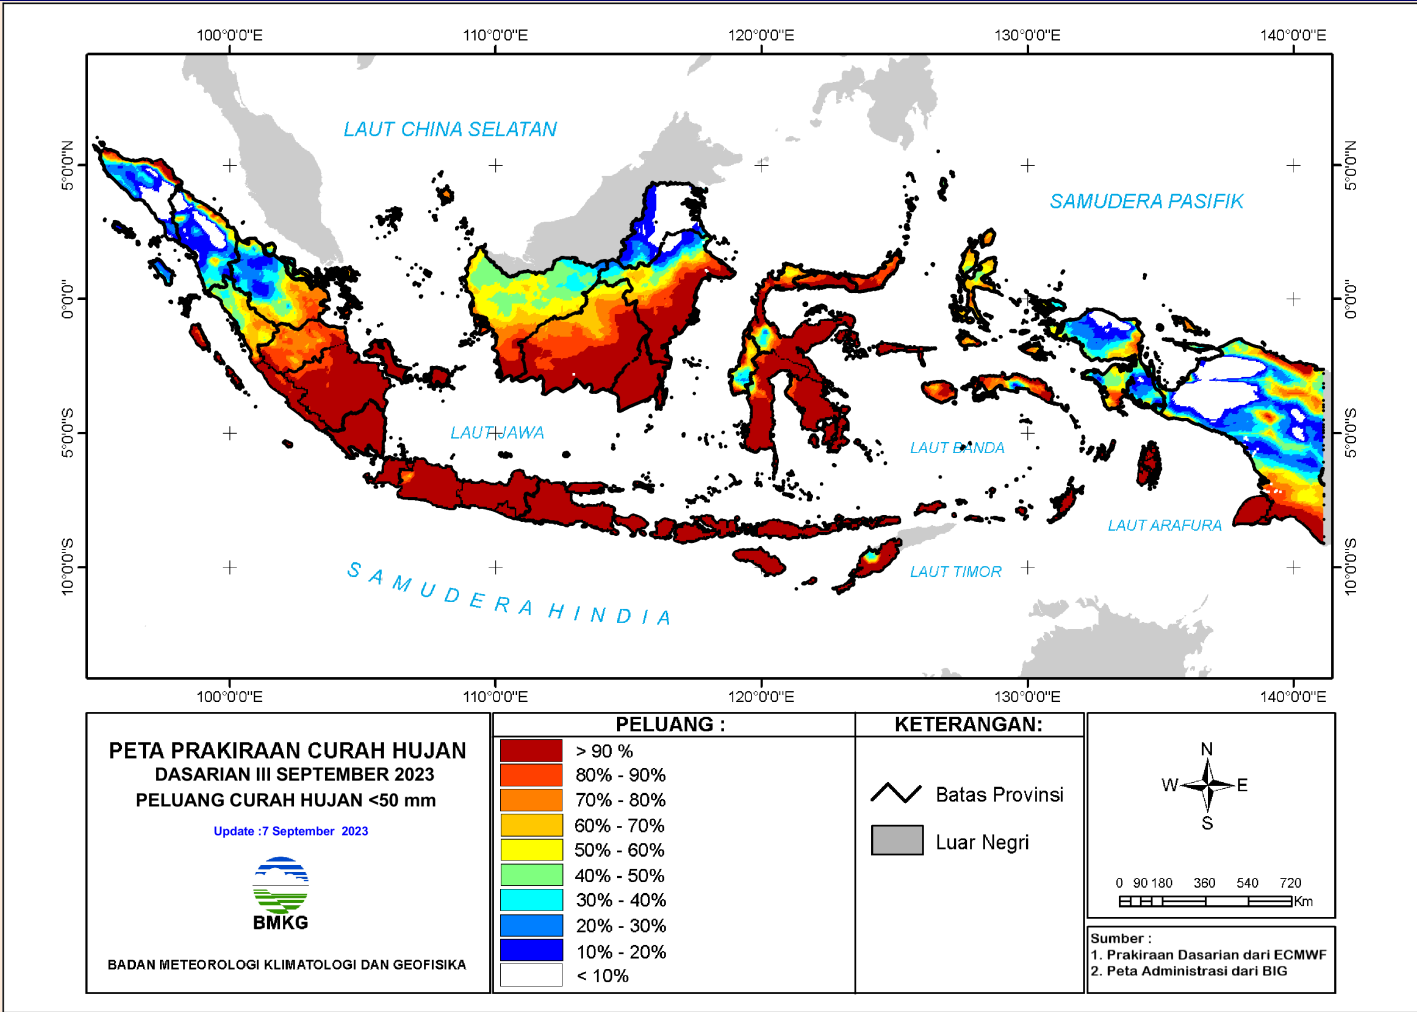 100°0'0"E 110°0'0"E 120°0'0"E 130°0'0"E 140°0'0"E
LAUT CHINA SELATAN
5°0'0"N 5°0'0"N
SAMUDERA PASIFIK
0°0'0" 0°0'0"
LAUT JAWA
5°0'0"S 5°0'0"S
LAUT BANDA
LAUT ARAFURA
10°0'0"S 10°0'0"S
LAUT TIMOR
SAMUDERA HINDIA
100°0'0"E 110°0'0"E 120°0'0"E 130°0'0"E 140°0'0"E
PETA PRAKIRAAN CURAH HUJAN
DASARIAN III SEPTEMBER 2023
PELUANG CURAH HUJAN <50 mm
Update :7 September 2023
BMKG
BADAN METEOROLOGI KLIMATOLOGI DAN GEOFISIKA
PELUANG :
> 90 %
80% - 90%
70% - 80%
60% - 70%
50% - 60%
40% - 50%
30% - 40%
20% - 30%
10% - 20%
< 10%
KETERANGAN:
Batas Provinsi
Luar Negri
N
W E
S
0 90 180 360 540 720
Km
Sumber :
1. Prakiraan Dasarian dari ECMWF
2. Peta Administrasi dari BIG